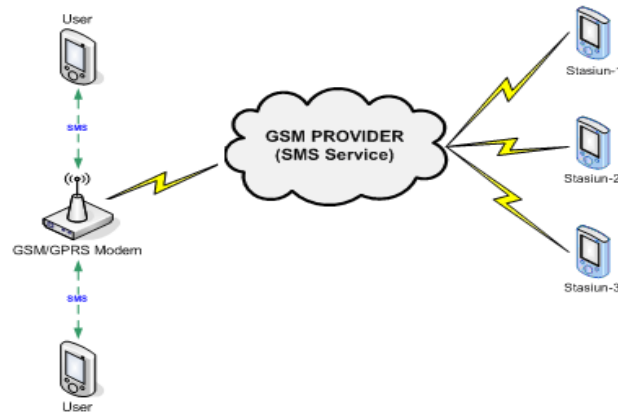 User
SMS
GSM/GPRS Modem
SMS
User
GSM PROVIDER
(SMS Service)
Stasiun-1
Stasiun-2
Stasiun-3